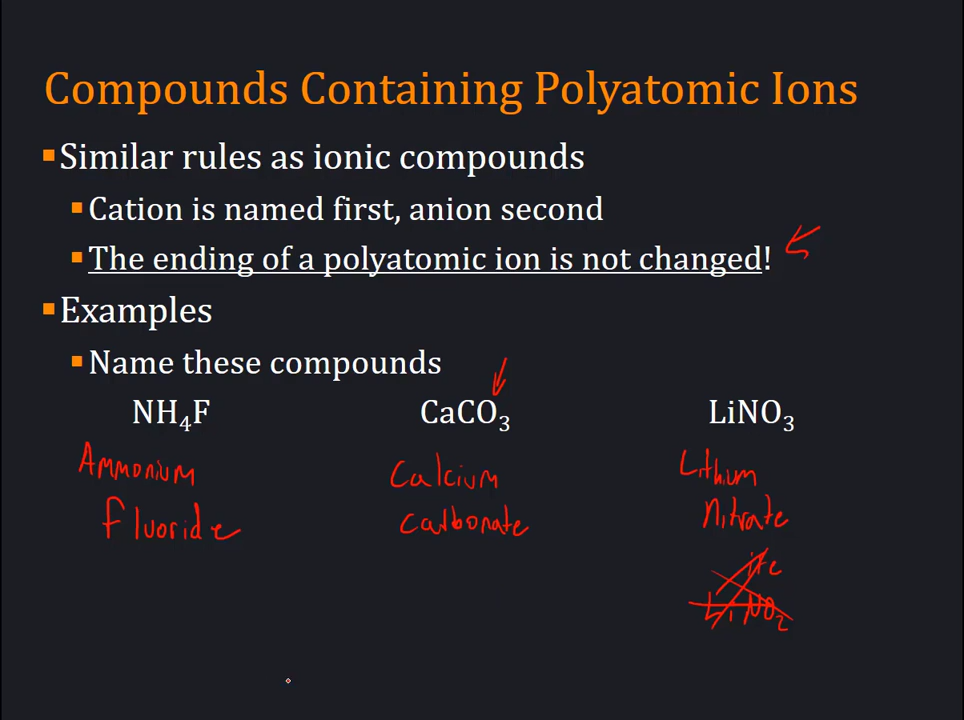 Compounds Containing Polyatomic Ions
▪Similar rules as ionic compounds
▪Cation is named first, anion second
▪The ending of a polyatomic ion is not changed!
▪Examples
▪Name these compounds
NH₄F CaCO₃ LiNO₃
Ammonium Calcium Lithium
Fluoride Carbonate Nitrate
ite
LiNO₂